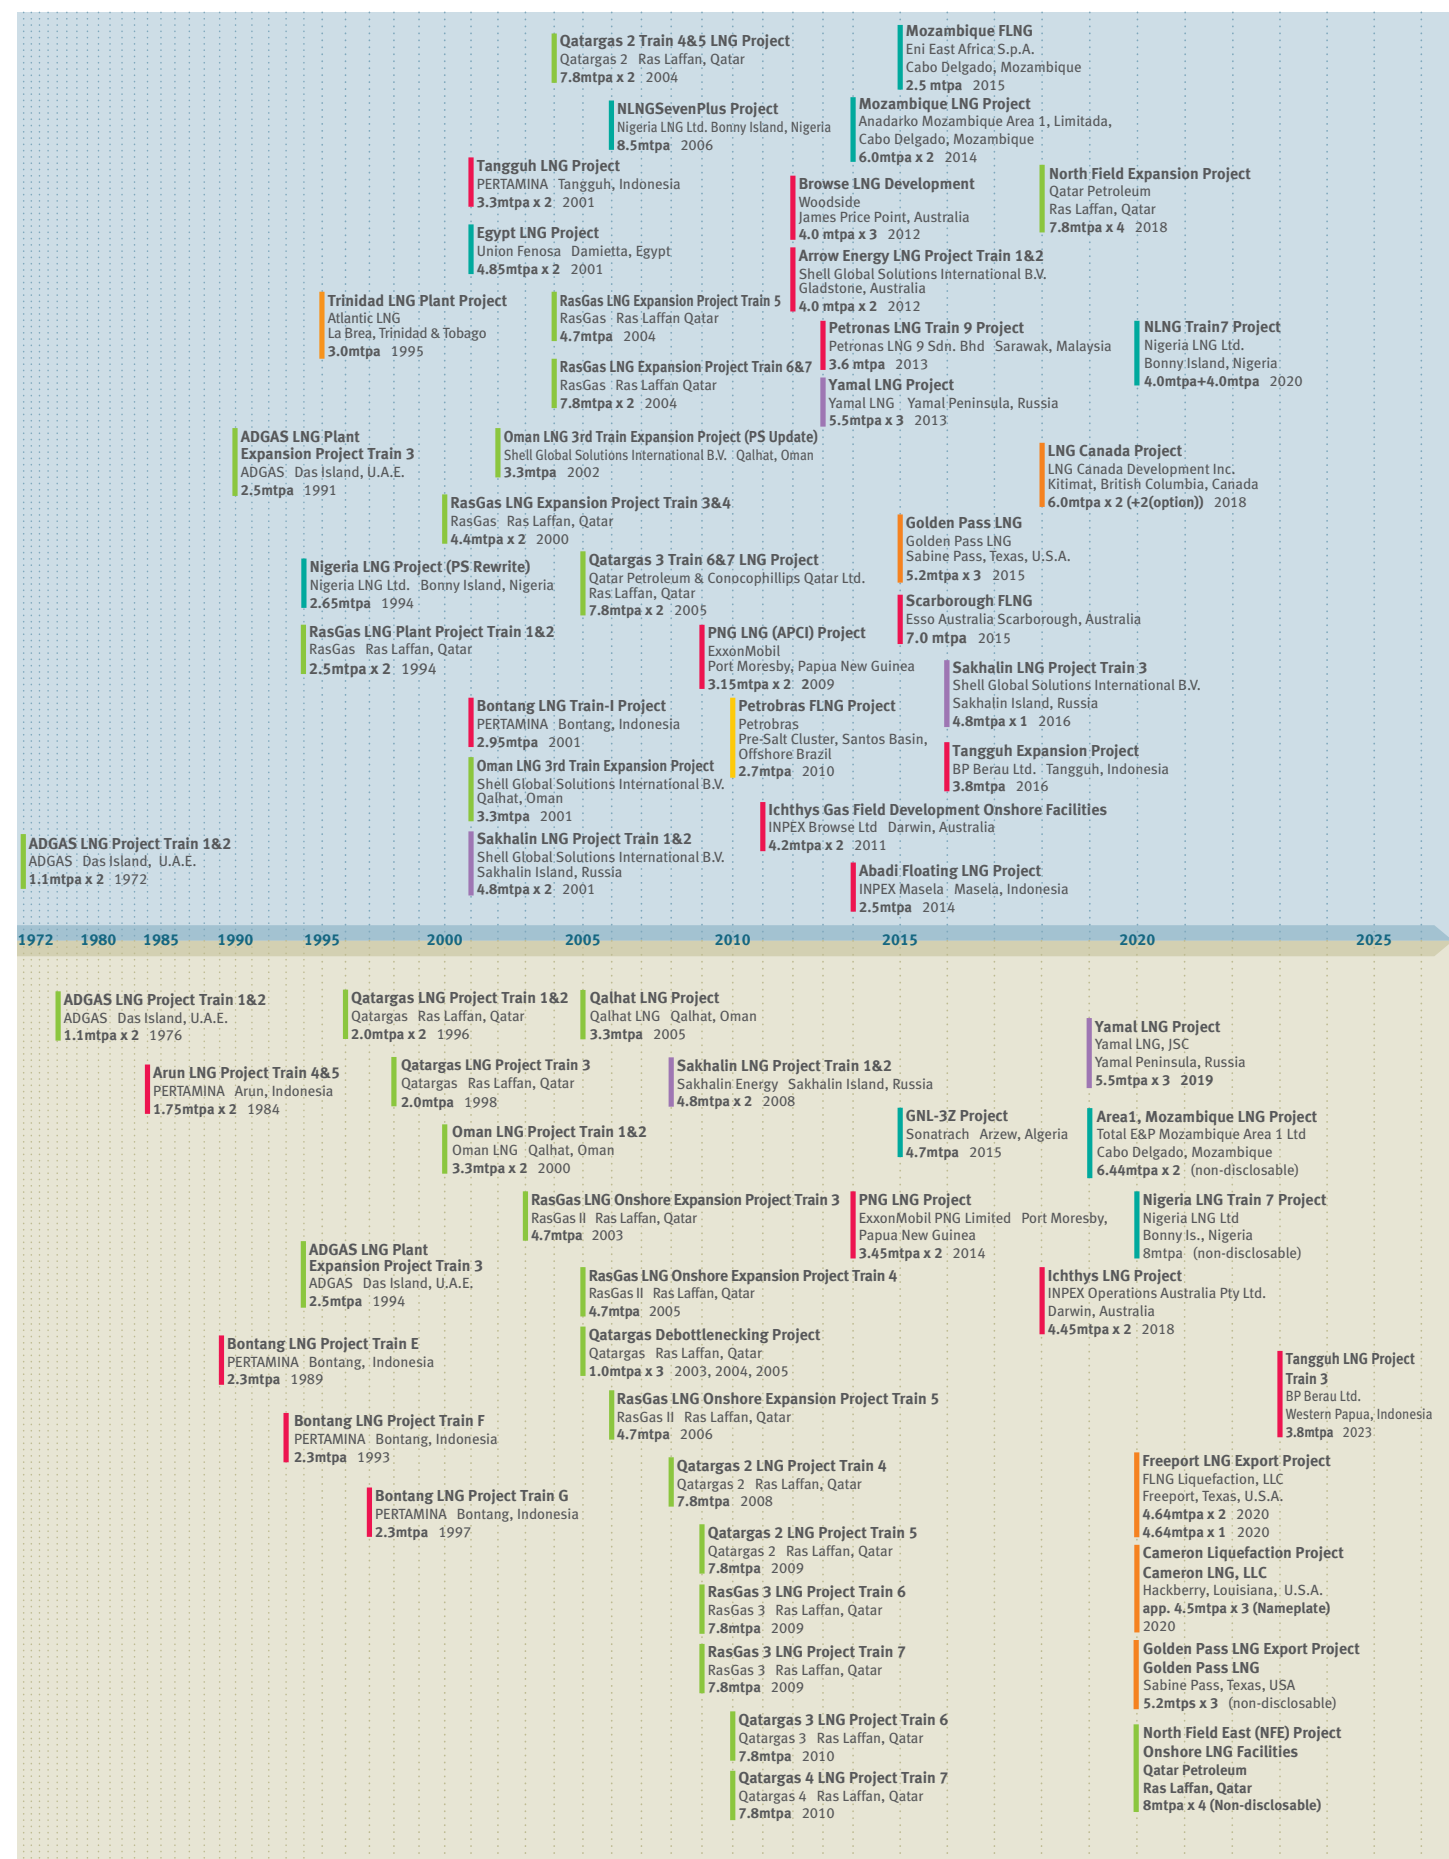 Qatargas 2 Train 4&5 LNG Project
Qatargas 2 Ras Laffan, Qatar
7.8mtpa x 2 2004
Mozambique FLNG
Eni East Africa S.p.A.
Cabo Delgado, Mozambique
2.5 mtpa 2015
NLNGSevenPlus Project
Nigeria LNG Ltd. Bonny Island, Nigeria
8.5mtpa 2006
Mozambique LNG Project
Anadarko Mozambique Area 1, Limitada,
Cabo Delgado, Mozambique
6.0mtpa x 2 2014
Tangguh LNG Project
PERTAMINA Tangguh, Indonesia
3.3mtpa x 2 2001
Browse LNG Development
Woodside
James Price Point, Australia
4.0 mtpa x 3 2012
North Field Expansion Project
Qatar Petroleum
Ras Laffan, Qatar
7.8mtpa x 4 2018
Egypt LNG Project
Union Fenosa Damietta, Egypt
4.85mtpa x 2 2001
Arrow Energy LNG Project Train 1&2
Shell Global Solutions International B.V.
Gladstone, Australia
4.0 mtpa x 2 2012
Trinidad LNG Plant Project
Atlantic LNG
La Brea, Trinidad & Tobago
3.0mtpa 1995
RasGas LNG Expansion Project Train 5
RasGas Ras Laffan Qatar
4.7mtpa 2004
Petronas LNG Train 9 Project
Petronas LNG 9 Sdn. Bhd Sarawak, Malaysia
3.6 mtpa 2013
NLNG Train7 Project
Nigeria LNG Ltd.
Bonny Island, Nigeria
4.0mtpa+4.0mtpa 2020
RasGas LNG Expansion Project Train 6&7
RasGas Ras Laffan Qatar
7.8mtpa x 2 2004
Yamal LNG Project
Yamal LNG Yamal Peninsula, Russia
5.5mtpa x 3 2013
ADGAS LNG Plant
Expansion Project Train 3
ADGAS Das Island, U.A.E.
2.5mtpa 1991
Oman LNG 3rd Train Expansion Project (PS Update)
Shell Global Solutions International B.V. Qalhat, Oman
3.3mtpa 2002
LNG Canada Project
LNG Canada Development Inc.
Kitimat, British Columbia, Canada
6.0mtpa x 2 (+2(option)) 2018
RasGas LNG Expansion Project Train 3&4
RasGas Ras Laffan, Qatar
4.4mtpa x 2 2000
Golden Pass LNG
Golden Pass LNG
Sabine Pass, Texas, U.S.A.
5.2mtpa x 3 2015
Nigeria LNG Project (PS Rewrite)
Nigeria LNG Ltd. Bonny Island, Nigeria
2.65mtpa 1994
Qatargas 3 Train 6&7 LNG Project
Qatar Petroleum & Conocophillips Qatar Ltd.
Ras Laffan, Qatar
7.8mtpa x 2 2005
Scarborough FLNG
Esso Australia Scarborough, Australia
7.0 mtpa 2015
RasGas LNG Plant Project Train 1&2
RasGas Ras Laffan, Qatar
2.5mtpa x 2 1994
PNG LNG (APCI) Project
ExxonMobil
Port Moresby, Papua New Guinea
3.15mtpa x 2 2009
Sakhalin LNG Project Train 3
Shell Global Solutions International B.V.
Sakhalin Island, Russia
4.8mtpa x 1 2016
Bontang LNG Train-I Project
PERTAMINA Bontang, Indonesia
2.95mtpa 2001
Petrobras FLNG Project
Petrobras
Pre-Salt Cluster, Santos Basin,
Offshore Brazil
2.7mtpa 2010
Tangguh Expansion Project
BP Berau Ltd. Tangguh, Indonesia
3.8mtpa 2016
Oman LNG 3rd Train Expansion Project
Shell Global Solutions International B.V.
Qalhat, Oman
3.3mtpa 2001
Ichthys Gas Field Development Onshore Facilities
INPEX Browse Ltd Darwin, Australia
4.2mtpa x 2 2011
ADGAS LNG Project Train 1&2
ADGAS Das Island, U.A.E.
1.1mtpa x 2 1972
Sakhalin LNG Project Train 1&2
Shell Global Solutions International B.V.
Sakhalin Island, Russia
4.8mtpa x 2 2001
Abadi Floating LNG Project
INPEX Masela Masela, Indonesia
2.5mtpa 2014
1972 1980 1985 1990 1995 2000 2005 2010 2015 2020 2025
ADGAS LNG Project Train 1&2
ADGAS Das Island, U.A.E.
1.1mtpa x 2 1976
Qatargas LNG Project Train 1&2
Qatargas Ras Laffan, Qatar
2.0mtpa x 2 1996
Qalhat LNG Project
Qalhat LNG Qalhat, Oman
3.3mtpa 2005
Yamal LNG Project
Yamal LNG, JSC
Yamal Peninsula, Russia
5.5mtpa x 3 2019
Arun LNG Project Train 4&5
PERTAMINA Arun, Indonesia
1.75mtpa x 2 1984
Qatargas LNG Project Train 3
Qatargas Ras Laffan, Qatar
2.0mtpa 1998
Sakhalin LNG Project Train 1&2
Sakhalin Energy Sakhalin Island, Russia
4.8mtpa x 2 2008
GNL-3Z Project
Sonatrach Arzew, Algeria
4.7mtpa 2015
Area1, Mozambique LNG Project
Total E&P Mozambique Area 1 Ltd
Cabo Delgado, Mozambique
6.44mtpa x 2 (non-disclosable)
Oman LNG Project Train 1&2
Oman LNG Qalhat, Oman
3.3mtpa x 2 2000
RasGas LNG Onshore Expansion Project Train 3
RasGas II Ras Laffan, Qatar
4.7mtpa 2003
PNG LNG Project
ExxonMobil PNG Limited Port Moresby,
Papua New Guinea
3.45mtpa x 2 2014
Nigeria LNG Train 7 Project
Nigeria LNG Ltd
Bonny Is., Nigeria
8mtpa (non-disclosable)
ADGAS LNG Plant
Expansion Project Train 3
ADGAS Das Island, U.A.E.
2.5mtpa 1994
RasGas LNG Onshore Expansion Project Train 4
RasGas II Ras Laffan, Qatar
4.7mtpa 2005
Ichthys LNG Project
INPEX Operations Australia Pty Ltd.
Darwin, Australia
4.45mtpa x 2 2018
Bontang LNG Project Train E
PERTAMINA Bontang, Indonesia
2.3mtpa 1989
Qatargas Debottlenecking Project
Qatargas Ras Laffan, Qatar
1.0mtpa x 3 2003, 2004, 2005
Tangguh LNG Project
Train 3
BP Berau Ltd.
Western Papua, Indonesia
3.8mtpa 2023
RasGas LNG Onshore Expansion Project Train 5
RasGas II Ras Laffan, Qatar
4.7mtpa 2006
Bontang LNG Project Train F
PERTAMINA Bontang, Indonesia
2.3mtpa 1993
Qatargas 2 LNG Project Train 4
Qatargas 2 Ras Laffan, Qatar
7.8mtpa 2008
Freeport LNG Export Project
FLNG Liquefaction, LLC
Freeport, Texas, U.S.A.
4.64mtpa x 2 2020
4.64mtpa x 1 2020
Bontang LNG Project Train G
PERTAMINA Bontang, Indonesia
2.3mtpa 1997
Qatargas 2 LNG Project Train 5
Qatargas 2 Ras Laffan, Qatar
7.8mtpa 2009
Cameron Liquefaction Project
Cameron LNG, LLC
Hackberry, Louisiana, U.S.A.
app. 4.5mtpa x 3 (Nameplate)
2020
RasGas 3 LNG Project Train 6
RasGas 3 Ras Laffan, Qatar
7.8mtpa 2009
RasGas 3 LNG Project Train 7
RasGas 3 Ras Laffan, Qatar
7.8mtpa 2009
Golden Pass LNG Export Project
Golden Pass LNG
Sabine Pass, Texas, USA
5.2mtps x 3 (non-disclosable)
Qatargas 3 LNG Project Train 6
Qatargas 3 Ras Laffan, Qatar
7.8mtpa 2010
North Field East (NFE) Project
Onshore LNG Facilities
Qatar Petroleum
Ras Laffan, Qatar
8mtpa x 4 (Non-disclosable)
Qatargas 4 LNG Project Train 7
Qatargas 4 Ras Laffan, Qatar
7.8mtpa 2010